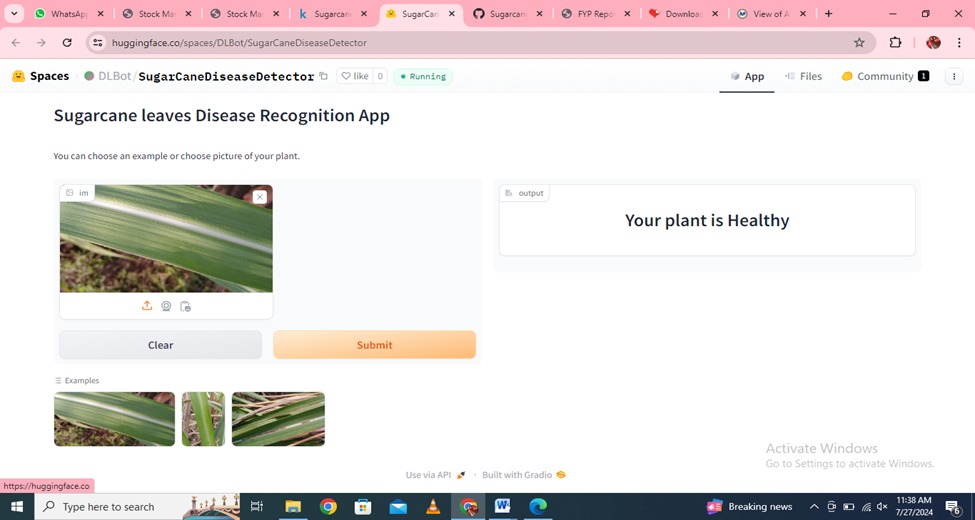 WhatsApp
Stock Ma
Stock Ma
Sugarcan
SugarCan
Sugarcan
FYP Repo
Downloa
View of A
huggingface.co/spaces/DLBot/SugarCaneDiseaseDetector
Spaces DLBot/SugarCaneDiseaseDetector like 0 Running App Files Community 1
Sugarcane leaves Disease Recognition App
You can choose an example or choose picture of your plant.
im
output
Your plant is Healthy
Clear Submit
Examples
Use via API · Built with Gradio
Activate Windows
Go to Settings to activate Windows.
https://huggingface.co
Type here to search
Breaking news
11:38 AM
7/27/2024
6